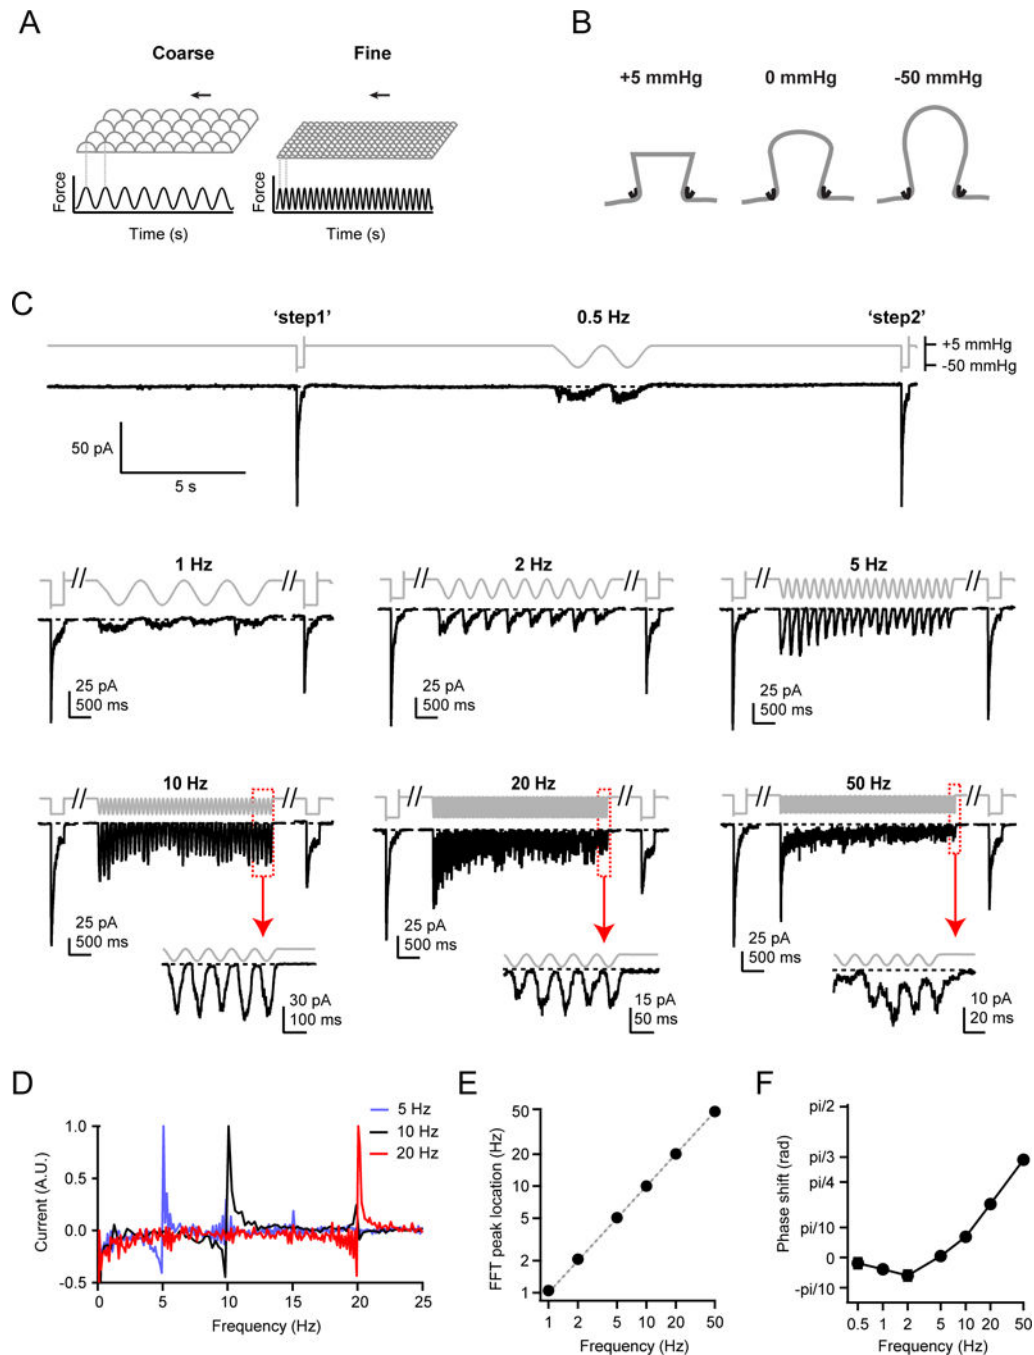 A
Coarse
Fine
Force
Time (s)
Force
Time (s)
B
+5 mmHg
0 mmHg
-50 mmHg
C
'step1'
0.5 Hz
'step2'
+5 mmHg
-50 mmHg
50 pA
5 s
1 Hz
25 pA
500 ms
2 Hz
25 pA
500 ms
5 Hz
25 pA
500 ms
10 Hz
25 pA
500 ms
30 pA
100 ms
20 Hz
25 pA
500 ms
15 pA
50 ms
50 Hz
25 pA
500 ms
10 pA
20 ms
D
5 Hz
10 Hz
20 Hz
Current (A.U.)
1.0
0.5
0.0
-0.5
0 5 10 15 20 25
Frequency (Hz)
E
FFT peak location (Hz)
50
20
10
5
2
1
1 2 5 10 20 50
Frequency (Hz)
F
Phase shift (rad)
pi/2
pi/3
pi/4
pi/10
0
-pi/10
0.5 1 2 5 10 20 50
Frequency (Hz)